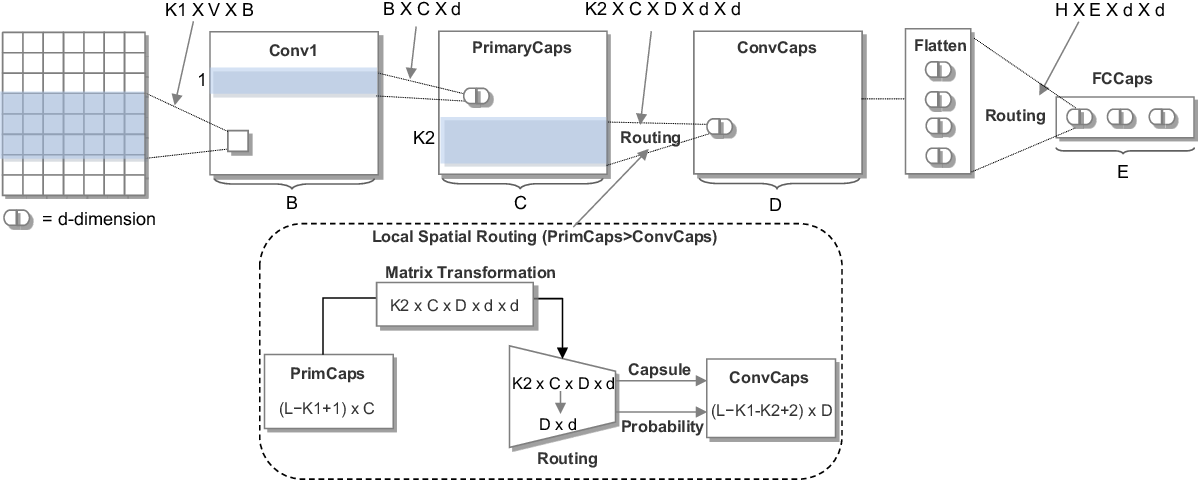 K1 X V X B
B X C X d
K2 X C X D X d X d
H X E X d X d
Conv1
PrimaryCaps
ConvCaps
Flatten
FCCaps
1
K2
Routing
Routing
B
C
D
E
= d-dimension
Local Spatial Routing (PrimCaps>ConvCaps)
Matrix Transformation
K2 x C x D x d x d
PrimCaps
(L−K1+1) x C
K2 x C x D x d
D x d
Routing
Capsule
Probability
ConvCaps
(L−K1-K2+2) x D